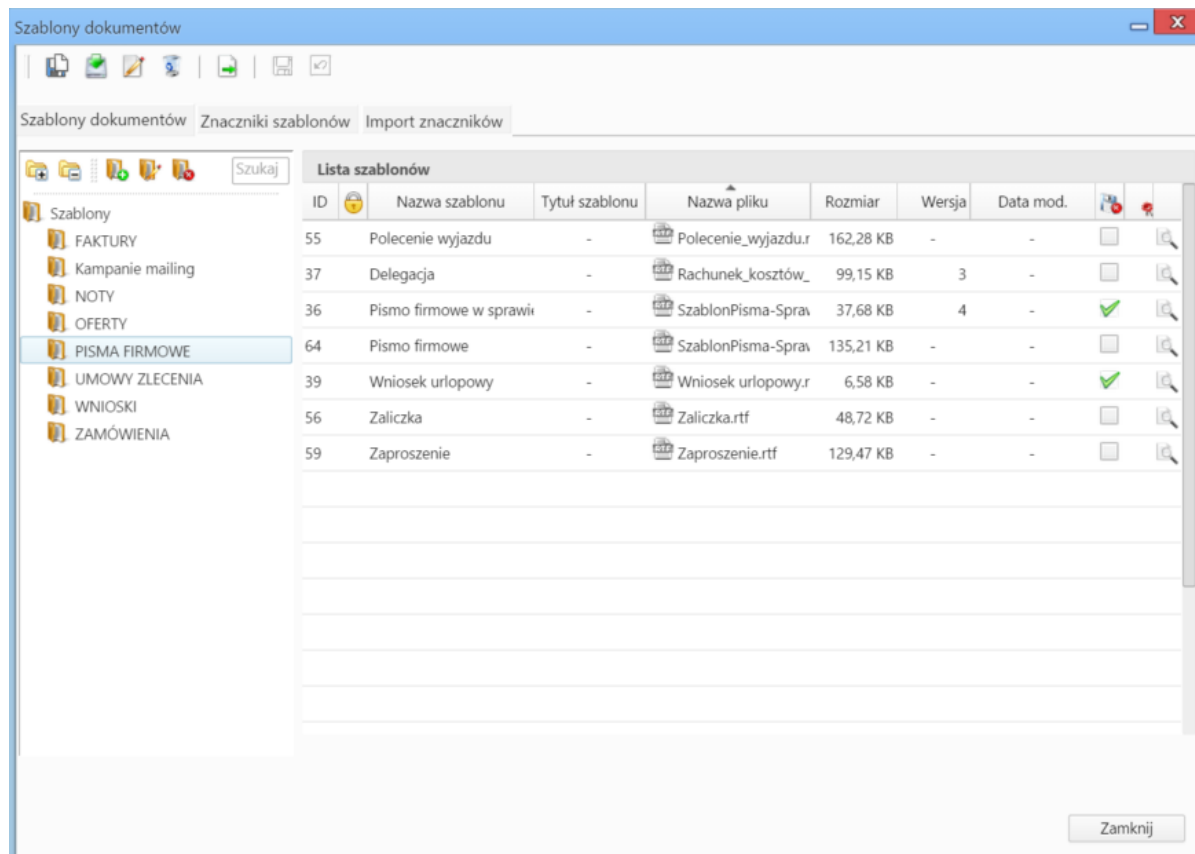 Szablony dokumentów
Szablony dokumentów Znaczniki szablonów Import znaczników
Szukaj
Szablony
FAKTURY
Kampanie mailing
NOTY
OFERTY
PISMA FIRMOWE
UMOWY ZLECENIA
WNIOSKI
ZAMÓWIENIA
Lista szablonów
ID Nazwa szablonu Tytuł szablonu Nazwa pliku Rozmiar Wersja Data mod.
55 Polecenie wyjazdu - Polecenie_wyjazdu.r 162,28 KB - -
37 Delegacja - Rachunek_kosztów_ 99,15 KB 3 -
36 Pismo firmowe w sprawie - SzablonPisma-Spraw 37,68 KB 4 -
64 Pismo firmowe - SzablonPisma-Spraw 135,21 KB - -
39 Wniosek urlopowy - Wniosek urlopowy.r 6,58 KB - -
56 Zaliczka - Zaliczka.rtf 48,72 KB - -
59 Zaproszenie - Zaproszenie.rtf 129,47 KB - -
Zamknij